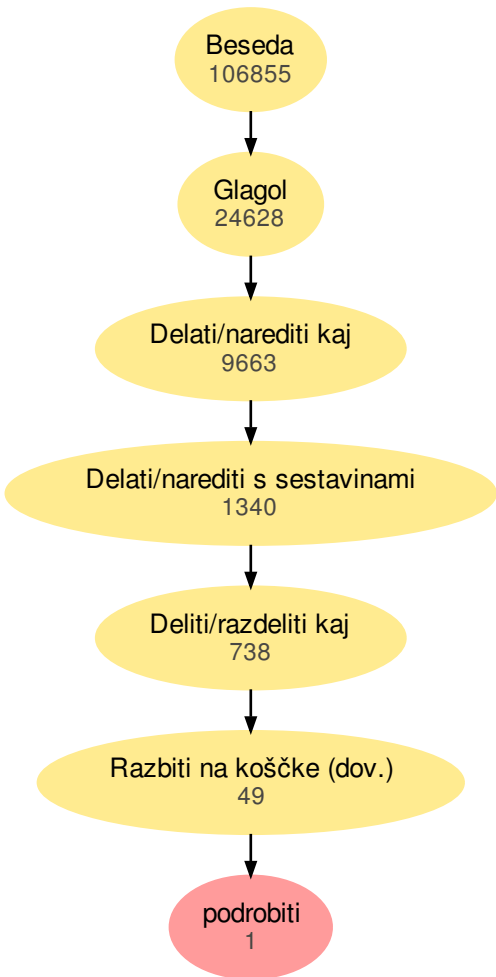 Beseda
106855
Glagol
24628
Delati/narediti kaj
9663
Delati/narediti s sestavinami
1340
Deliti/razdeliti kaj
738
Razbiti na koščke (dov.)
49
podrobiti
1